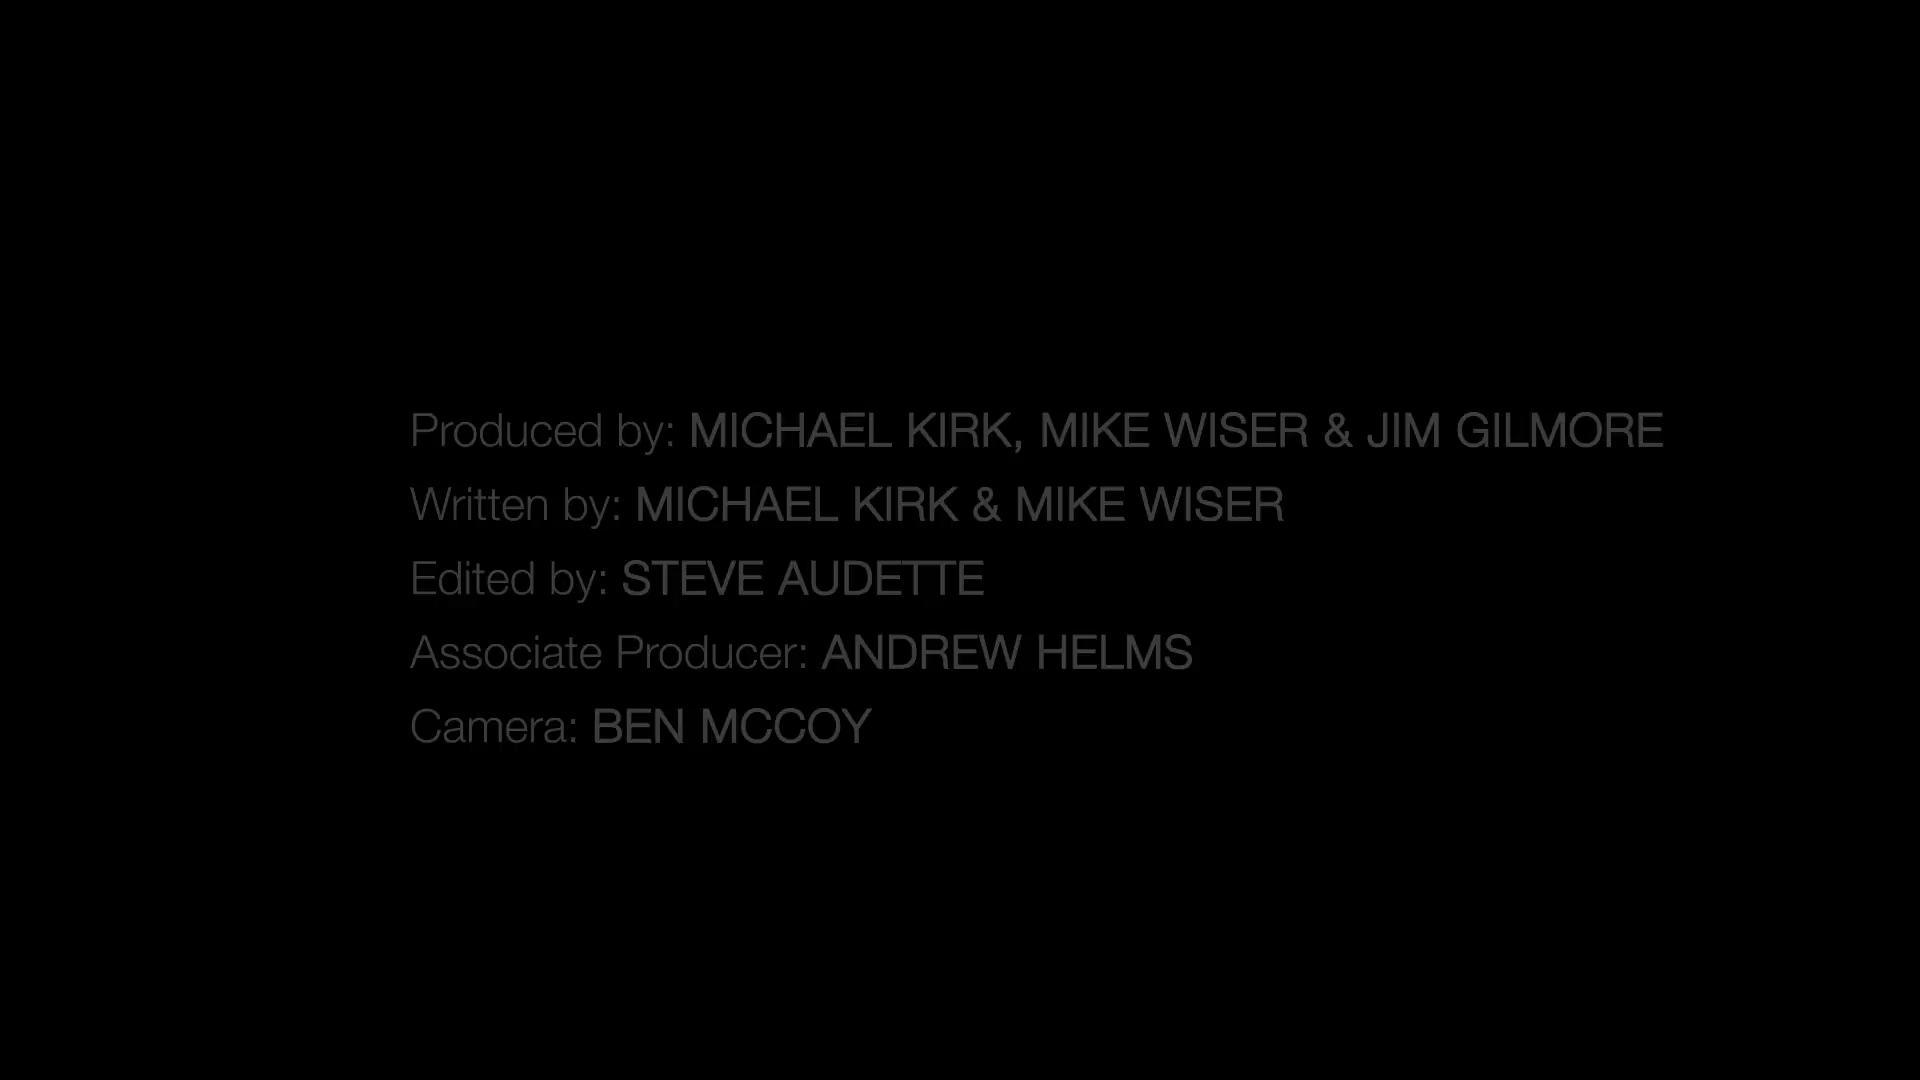 Produced by: MICHAEL KIRK, MIKE WISER & JIM GILMORE
Written by: MICHAEL KIRK & MIKE WISER
Edited by: STEVE AUDETTE
Associate Producer: ANDREW HELMS
Camera: BEN MCCOY